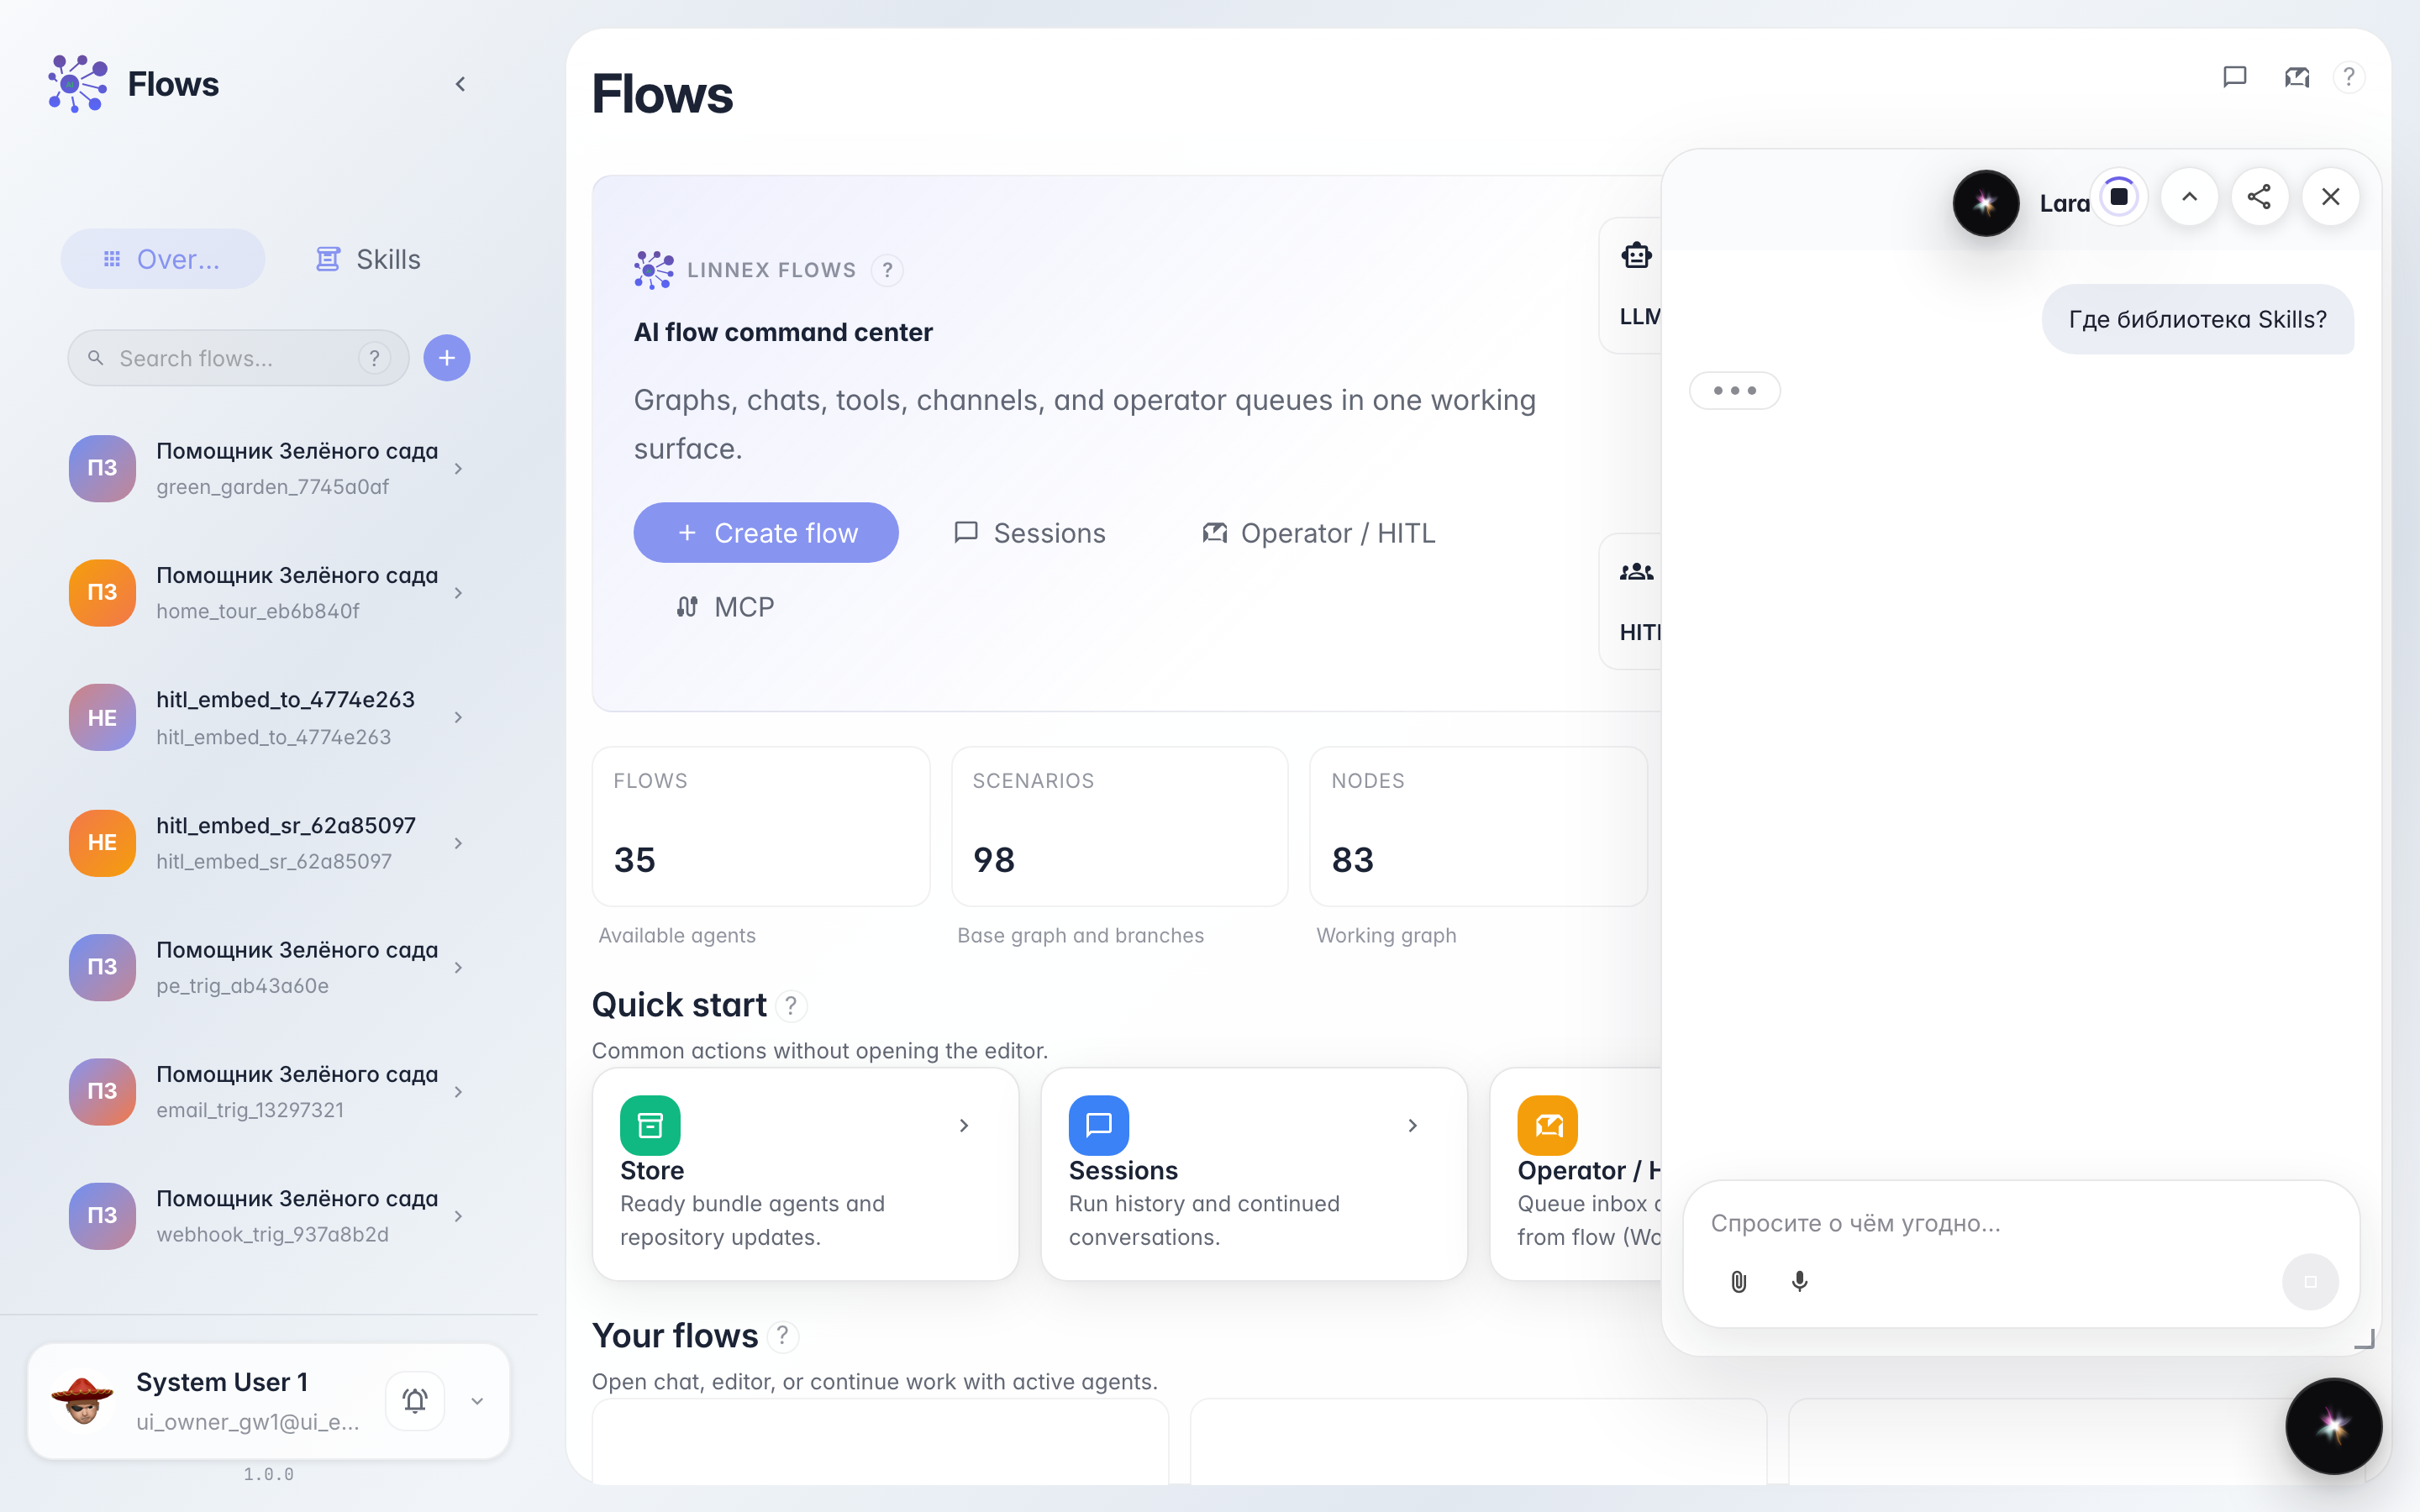 Flows
Over...
Skills
Search flows...
?
ПЗ
Помощник Зелёного сада
green_garden_7745a0af
ПЗ
Помощник Зелёного сада
home_tour_eb6b840f
HE
hitl_embed_to_4774e263
hitl_embed_to_4774e263
HE
hitl_embed_sr_62a85097
hitl_embed_sr_62a85097
ПЗ
Помощник Зелёного сада
pe_trig_ab43a60e
ПЗ
Помощник Зелёного сада
email_trig_13297321
ПЗ
Помощник Зелёного сада
webhook_trig_937a8b2d
System User 1
ui_owner_gw1@ui_e...
1.0.0
Flows
?
LINNEX FLOWS ?
AI flow command center
Graphs, chats, tools, channels, and operator queues in one working
surface.
Create flow
Sessions
Operator / HITL
MCP
LLM
HITL
FLOWS
35
Available agents
SCENARIOS
98
Base graph and branches
NODES
83
Working graph
Quick start ?
Common actions without opening the editor.
Store
Ready bundle agents and
repository updates.
Sessions
Run history and continued
conversations.
Operator / H
Queue inbox
from flow (Wo
Your flows ?
Open chat, editor, or continue work with active agents.
Lara
Где библиотека Skills?
Спросите о чём угодно...